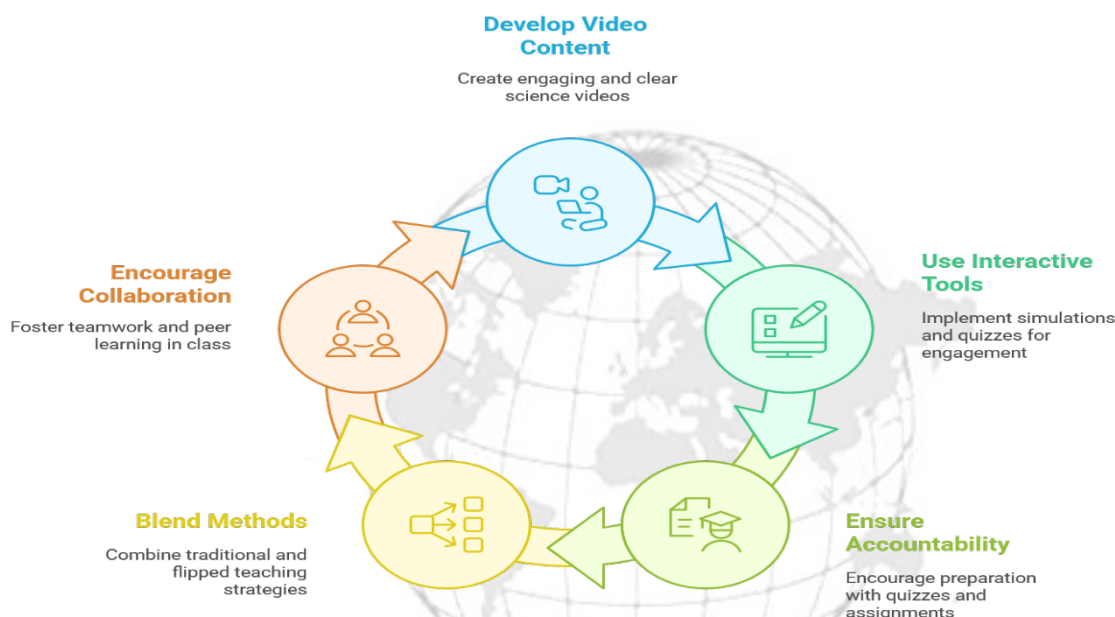 Develop Video
Content
Create engaging and clear
science videos
Use Interactive
Tools
Implement simulations
and quizzes for
engagement
Ensure
Accountability
Encourage preparation
with quizzes and
assignments
Blend Methods
Combine traditional and
flipped teaching
strategies
Encourage
Collaboration
Foster teamwork and peer
learning in class